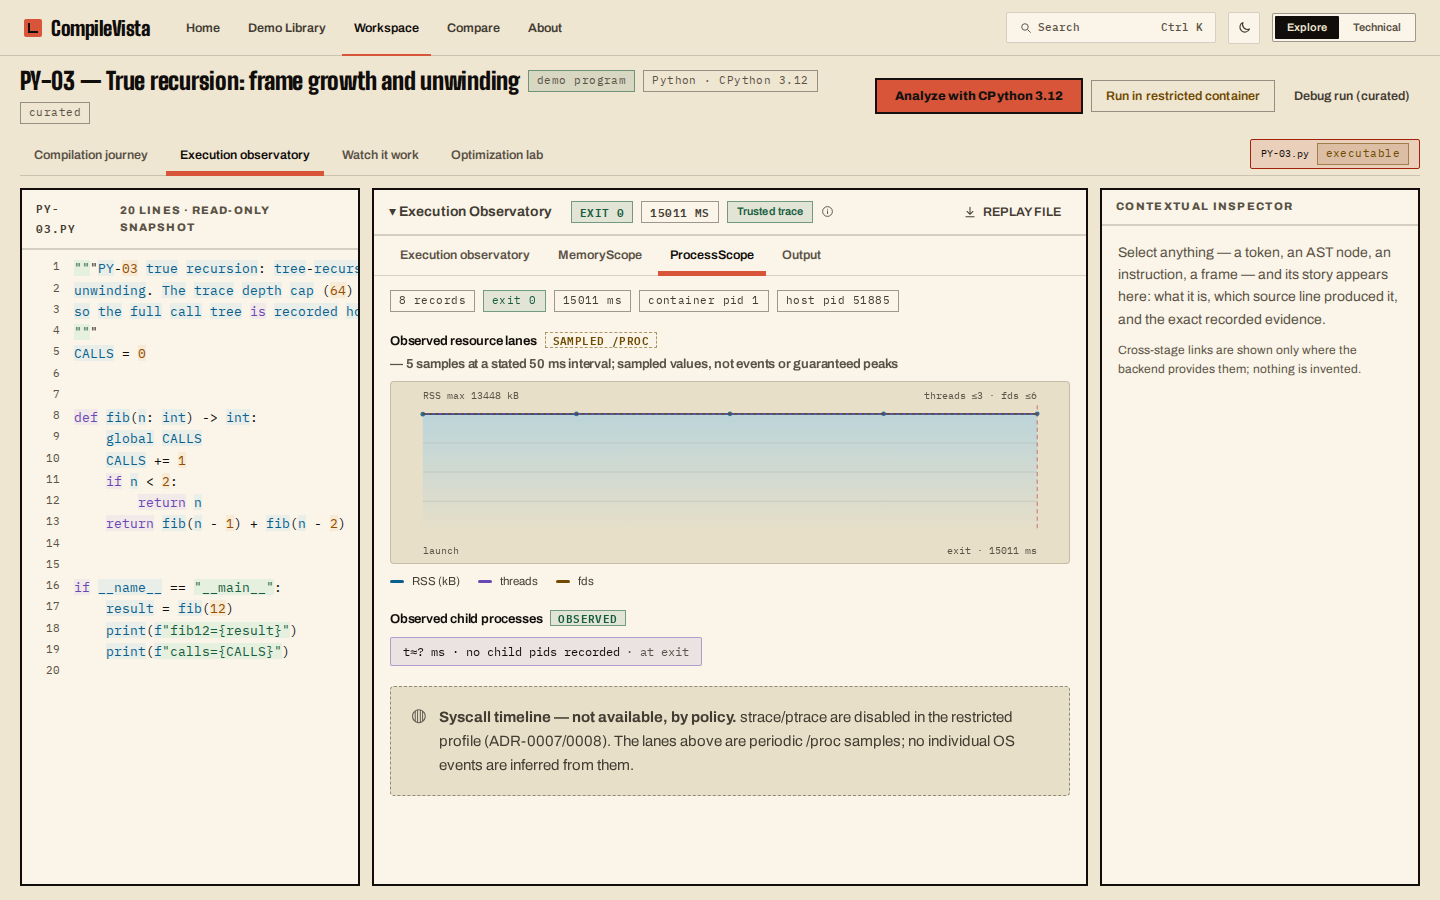 CompileVista
Home
Demo Library
Workspace
Compare
About
Search
Ctrl K
Explore
Technical
PY-03 — True recursion: frame growth and unwinding
demo program
Python · CPython 3.12
curated
Analyze with CPython 3.12
Run in restricted container
Debug run (curated)
Compilation journey
Execution observatory
Watch it work
Optimization lab
PY-03.py
executable
PY-
03.PY
20 LINES · READ-ONLY
SNAPSHOT
1 """PY-03 true recursion: tree-recurs
2 unwinding. The trace depth cap (64)
3 so the full call tree is recorded ho
4 """
5 CALLS = 0
6
7
8 def fib(n: int) -> int:
9 global CALLS
10 CALLS += 1
11 if n < 2:
12 return n
13 return fib(n - 1) + fib(n - 2)
14
15
16 if __name__ == "__main__":
17 result = fib(12)
18 print(f"fib12={result}")
19 print(f"calls={CALLS}")
20
▾ Execution Observatory
EXIT 0
15011 MS
Trusted trace
REPLAY FILE
Execution observatory
MemoryScope
ProcessScope
Output
8 records
exit 0
15011 ms
container pid 1
host pid 51885
Observed resource lanes
SAMPLED /PROC
— 5 samples at a stated 50 ms interval; sampled values, not events or guaranteed peaks
RSS max 13448 kB
threads ≤3 · fds ≤6
launch
exit · 15011 ms
RSS (kB)
threads
fds
Observed child processes
OBSERVED
t≈? ms · no child pids recorded · at exit
Syscall timeline — not available, by policy. strace/ptrace are disabled in the restricted
profile (ADR-0007/0008). The lanes above are periodic /proc samples; no individual OS
events are inferred from them.
CONTEXTUAL INSPECTOR
Select anything — a token, an AST node, an
instruction, a frame — and its story appears
here: what it is, which source line produced it,
and the exact recorded evidence.
Cross-stage links are shown only where the
backend provides them; nothing is invented.